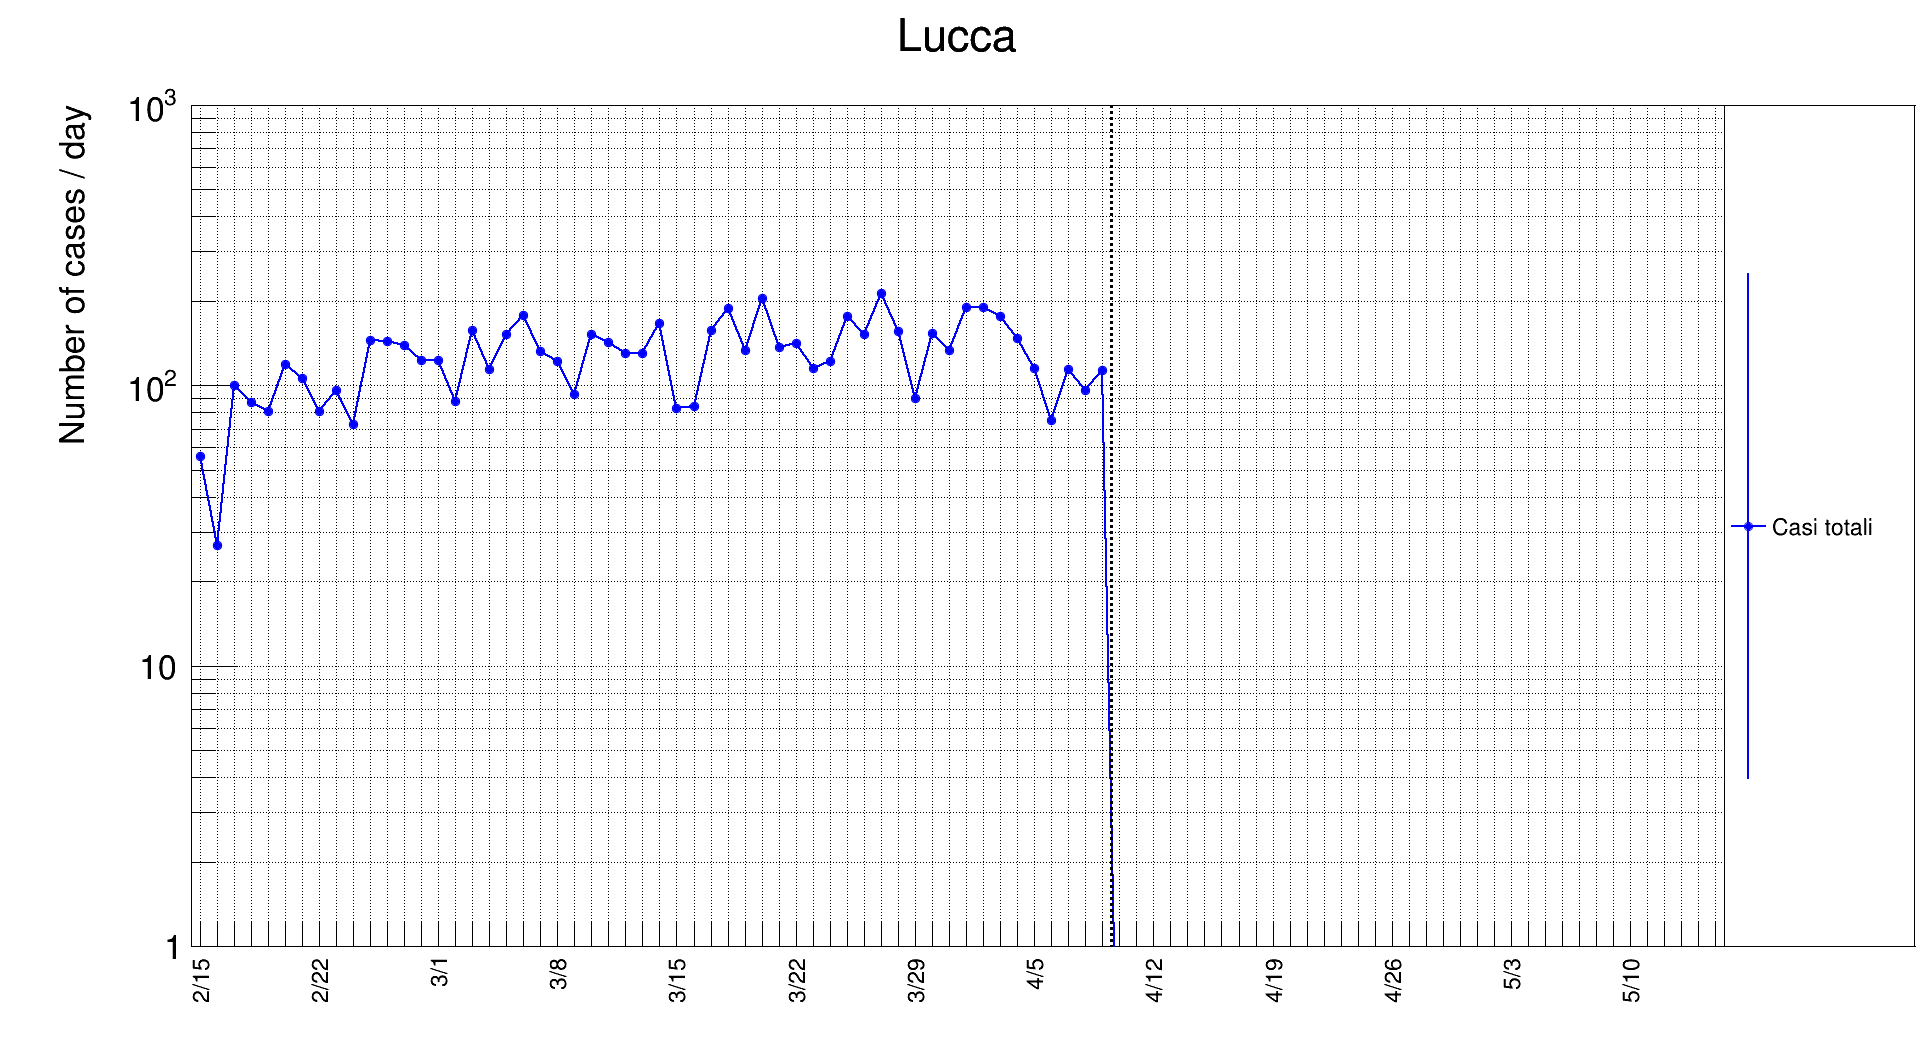 Lucca
Number of cases / day
10³
10²
10
1
2/15 2/22 3/1 3/8 3/15 3/22 3/29 4/5 4/12 4/19 4/26 5/3 5/10
Casi totali